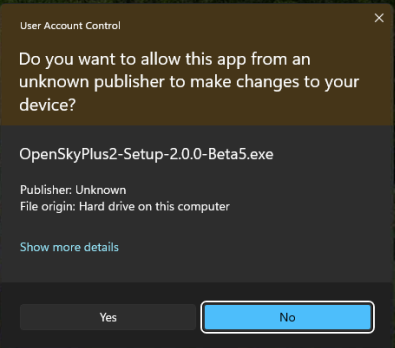 User Account Control
Do you want to allow this app from an
unknown publisher to make changes to your
device?
OpenSkyPlus2-Setup-2.0.0-Beta5.exe
Publisher: Unknown
File origin: Hard drive on this computer
Show more details
Yes
No